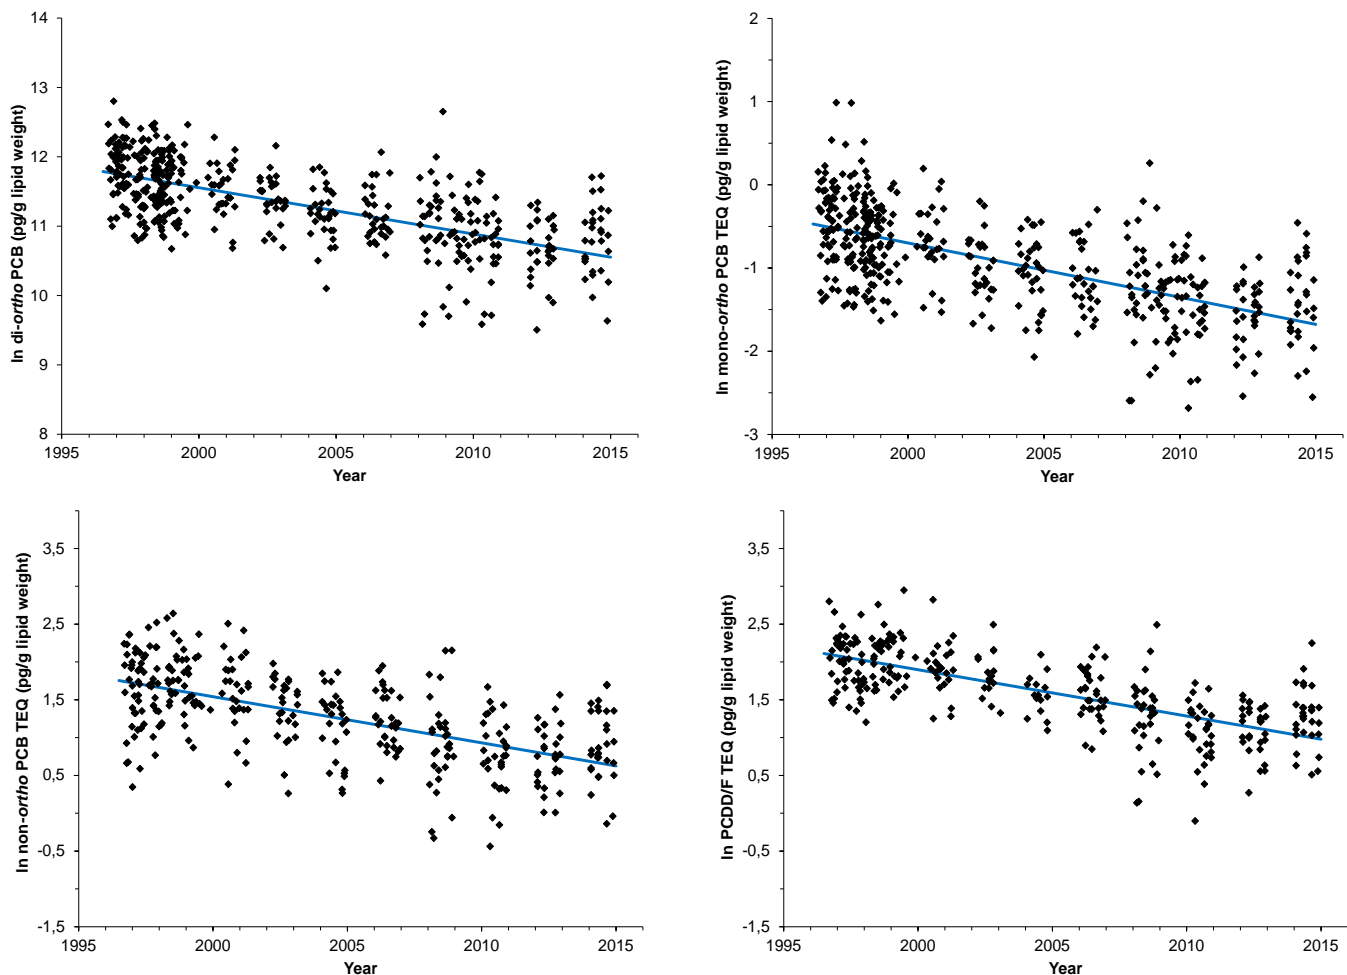 14
13
12
11
10
9
8
1995 2000 2005 2010 2015
Year
ln di-ortho PCB (pg/g lipid weight)
2
1
0
-1
-2
-3
1995 2000 2005 2010 2015
Year
ln mono-ortho PCB TEQ (pg/g lipid weight)
3,5
2,5
1,5
0,5
-0,5
-1,5
1995 2000 2005 2010 2015
Year
ln non-ortho PCB TEQ (pg/g lipid weight)
3,5
2,5
1,5
0,5
-0,5
-1,5
1995 2000 2005 2010 2015
Year
ln PCDD/F TEQ (pg/g lipid weight)